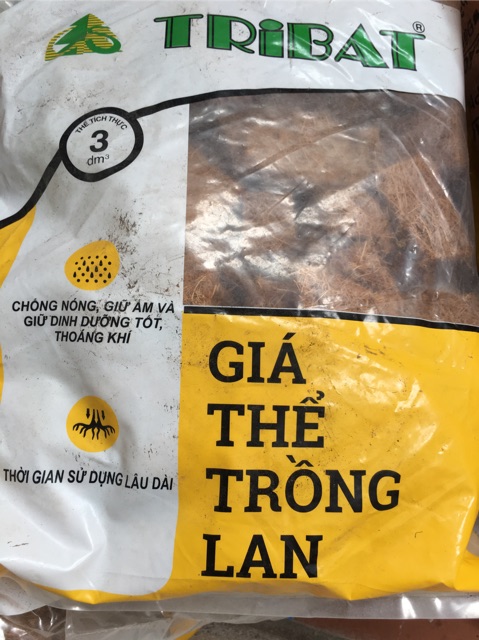 TRiBAT®
THỂ TÍCH THỰC
3
dm³
CHỐNG NÓNG, GIỮ ẨM VÀ
GIỮ DINH DƯỠNG TỐT,
THOÁNG KHÍ
THỜI GIAN SỬ DỤNG LÂU DÀI
GIÁ
THỂ
TRỒNG
LAN